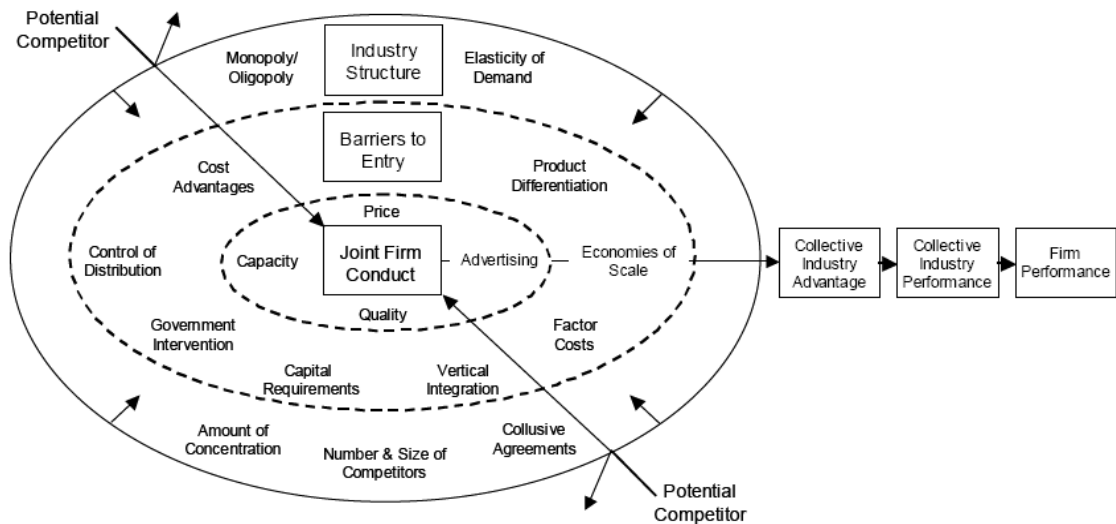 Potential
Competitor
Monopoly/
Oligopoly
Industry
Structure
Elasticity of
Demand
Barriers to
Entry
Cost
Advantages
Product
Differentiation
Price
Control of
Distribution
Capacity
Joint Firm
Conduct
Advertising
Economies of
Scale
Collective
Industry
Advantage
Collective
Industry
Performance
Firm
Performance
Quality
Government
Intervention
Factor
Costs
Capital
Requirements
Vertical
Integration
Amount of
Concentration
Number & Size of
Competitors
Collusive
Agreements
Potential
Competitor